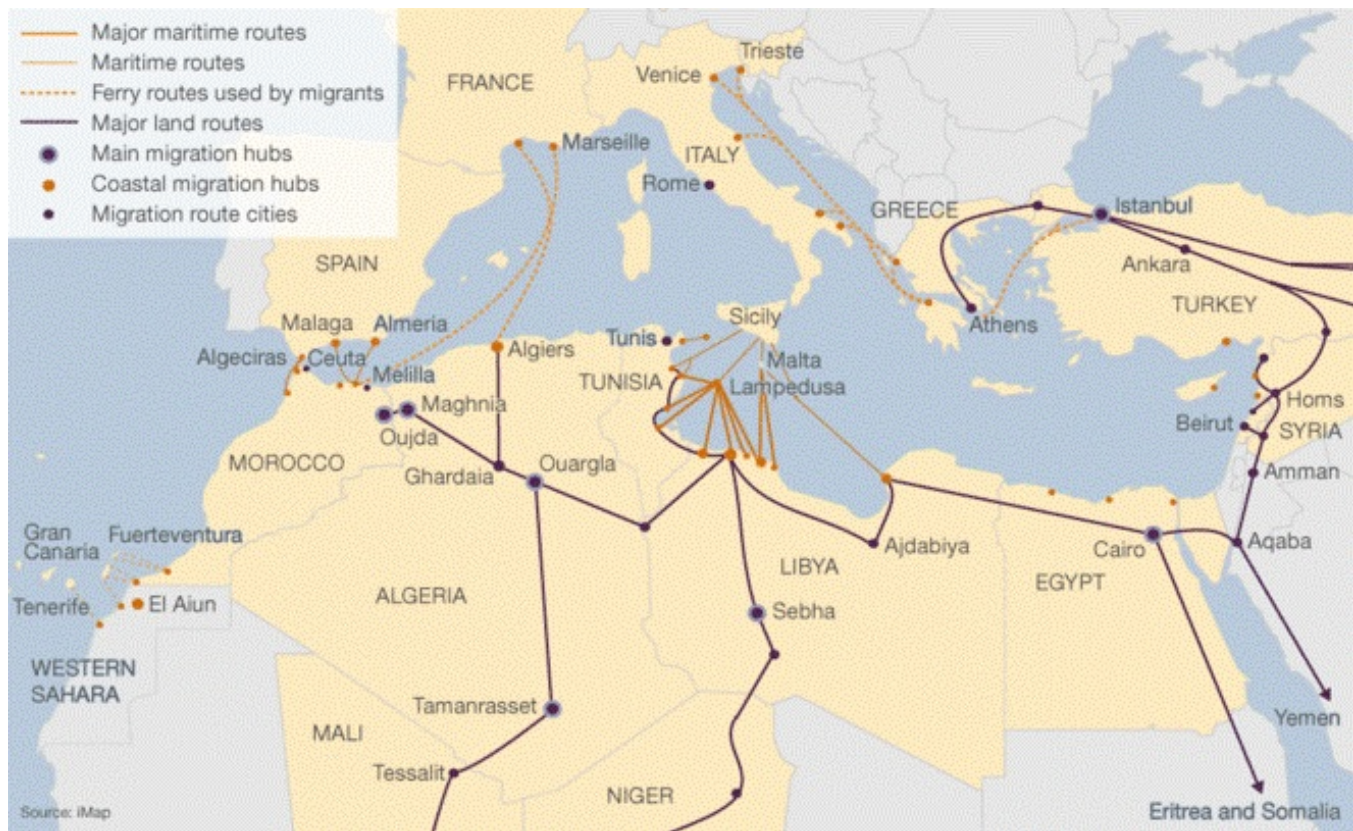 Major maritime routes
Maritime routes
Ferry routes used by migrants
Major land routes
Main migration hubs
Coastal migration hubs
Migration route cities
Trieste
Venice
FRANCE
Marseille
ITALY
Rome
GREECE
Istanbul
SPAIN
Ankara
TURKEY
Malaga
Almeria
Sicily
Athens
Algeciras
Ceuta
Algiers
Tunis
Malta
Melilla
TUNISIA
Lampedusa
Maghnia
Homs
Oujda
Beirut
SYRIA
MOROCCO
Ghardaia
Ouargla
Amman
Gran
Canaria
Fuerteventura
Ajdabiya
Cairo
Aqaba
LIBYA
EGYPT
ALGERIA
Tenerife
El Aiun
Sebha
WESTERN
SAHARA
Tamanrasset
MALI
Yemen
Tessalit
NIGER
Source: iMap
Eritrea and Somalia